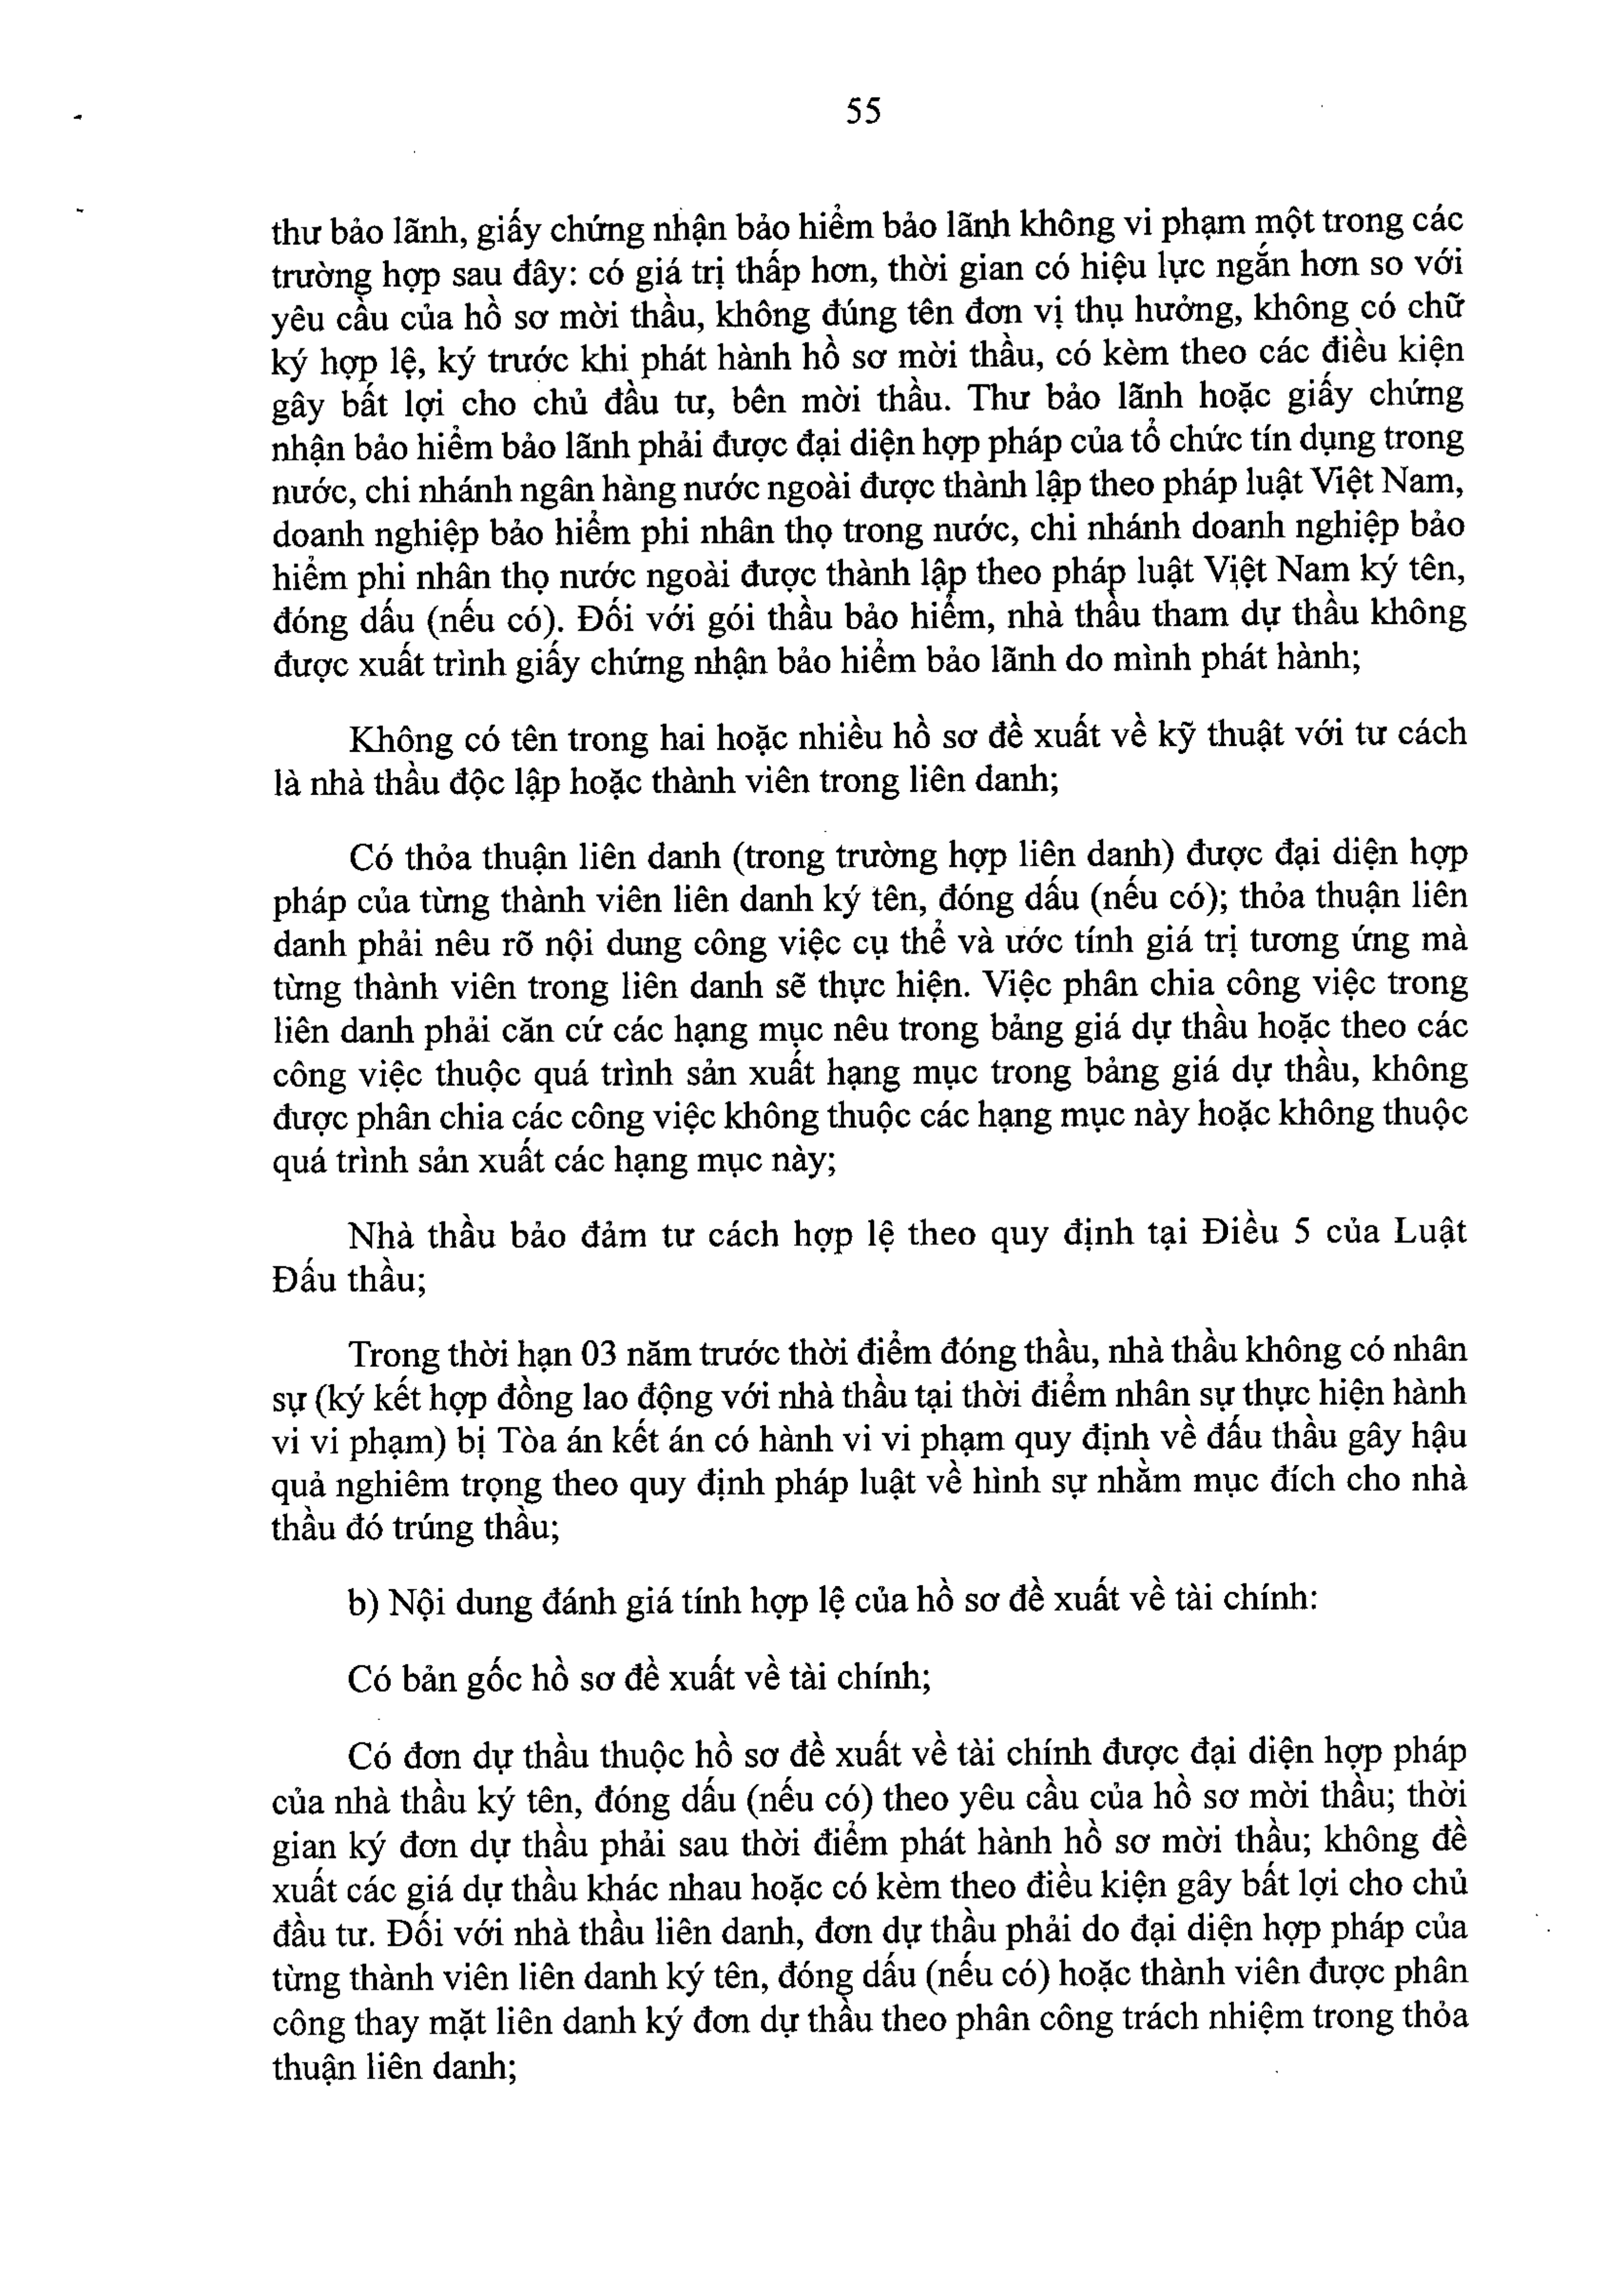 55
thư bảo lãnh, giấy chứng nhận bảo hiểm bảo lãnh không vi phạm một trong các
trường hợp sau đây: có giá trị thấp hơn, thời gian có hiệu lực ngắn hơn so với
yêu cầu của hồ sơ mời thầu, không đúng tên đơn vị thụ hưởng, không có chữ
ký hợp lệ, ký trước khi phát hành hồ sơ mời thầu, có kèm theo các điều kiện
gây bất lợi cho chủ đầu tư, bên mời thầu. Thư bảo lãnh hoặc giấy chứng
nhận bảo hiểm bảo lãnh phải được đại diện hợp pháp của tổ chức tín dụng trong
nước, chi nhánh ngân hàng nước ngoài được thành lập theo pháp luật Việt Nam,
doanh nghiệp bảo hiểm phi nhân thọ trong nước, chi nhánh doanh nghiệp bảo
hiểm phi nhân thọ nước ngoài được thành lập theo pháp luật Việt Nam ký tên,
đóng dấu (nếu có). Đối với gói thầu bảo hiểm, nhà thầu tham dự thầu không
được xuất trình giấy chứng nhận bảo hiểm bảo lãnh do mình phát hành;
Không có tên trong hai hoặc nhiều hồ sơ đề xuất về kỹ thuật với tư cách
là nhà thầu độc lập hoặc thành viên trong liên danh;
Có thỏa thuận liên danh (trong trường hợp liên danh) được đại diện hợp
pháp của từng thành viên liên danh ký tên, đóng dấu (nếu có); thỏa thuận liên
danh phải nêu rõ nội dung công việc cụ thể và ước tính giá trị tương ứng mà
từng thành viên trong liên danh sẽ thực hiện. Việc phân chia công việc trong
liên danh phải căn cứ các hạng mục nêu trong bảng giá dự thầu hoặc theo các
công việc thuộc quá trình sản xuất hạng mục trong bảng giá dự thầu, không
được phân chia các công việc không thuộc các hạng mục này hoặc không thuộc
quá trình sản xuất các hạng mục này;
Nhà thầu bảo đảm tư cách hợp lệ theo quy định tại Điều 5 của Luật
Đấu thầu;
Trong thời hạn 03 năm trước thời điểm đóng thầu, nhà thầu không có nhân
sự (ký kết hợp đồng lao động với nhà thầu tại thời điểm nhân sự thực hiện hành
vi vi phạm) bị Tòa án kết án có hành vi vi phạm quy định về đấu thầu gây hậu
quả nghiêm trọng theo quy định pháp luật về hình sự nhằm mục đích cho nhà
thầu đó trúng thầu;
b) Nội dung đánh giá tính hợp lệ của hồ sơ đề xuất về tài chính:
Có bản gốc hồ sơ đề xuất về tài chính;
Có đơn dự thầu thuộc hồ sơ đề xuất về tài chính được đại diện hợp pháp
của nhà thầu ký tên, đóng dấu (nếu có) theo yêu cầu của hồ sơ mời thầu; thời
gian ký đơn dự thầu phải sau thời điểm phát hành hồ sơ mời thầu; không đề
xuất các giá dự thầu khác nhau hoặc có kèm theo điều kiện gây bất lợi cho chủ
đầu tư. Đối với nhà thầu liên danh, đơn dự thầu phải do đại diện hợp pháp của
từng thành viên liên danh ký tên, đóng dấu (nếu có) hoặc thành viên được phân
công thay mặt liên danh ký đơn dự thầu theo phân công trách nhiệm trong thỏa
thuận liên danh;